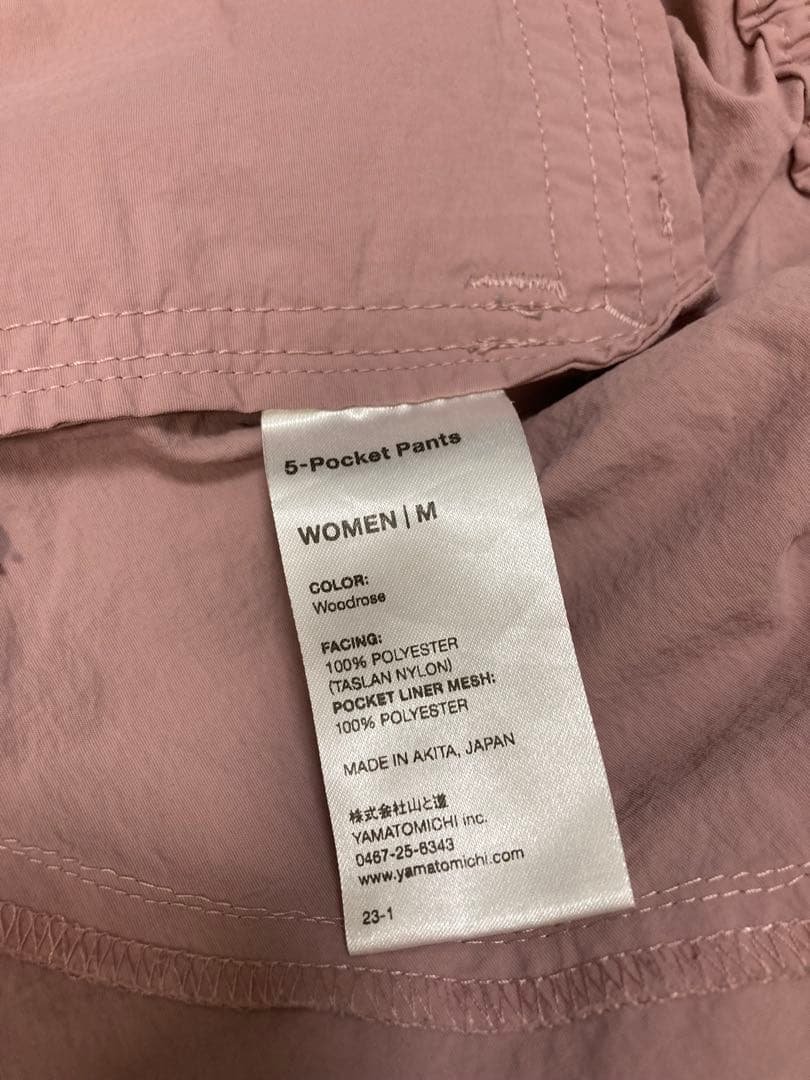 5-Pocket Pants
WOMEN | M
COLOR:
Woodrose
FACING:
100% POLYESTER
(TASLAN NYLON)
POCKET LINER MESH:
100% POLYESTER
MADE IN AKITA, JAPAN
株式会社山と道
YAMATOMICHI inc.
0467-25-6343
www.yamatomichi.com
23-1